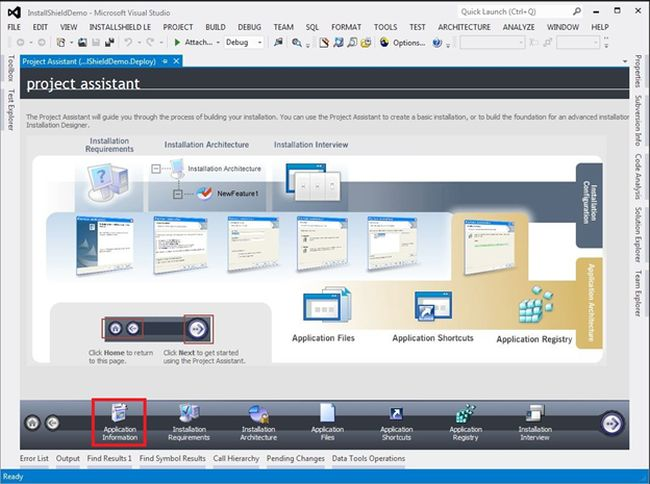 InstallShieldDemo - Microsoft Visual Studio
Quick Launch (Ctrl+Q)
FILE EDIT VIEW INSTALLSHIELD LE PROJECT BUILD DEBUG TEAM SQL FORMAT TOOLS TEST ARCHITECTURE ANALYZE WINDOW HELP
Attach... Debug Options...
Toolbox
Test Explorer
Project Assistant (...lShieldDemo.Deploy)
project assistant
The Project Assistant will guide you through the process of building your installation. You can use the Project Assistant to create a basic installation, or to build the foundation for an advanced installation
Installation Designer.
Installation Requirements
Installation Architecture
Installation Interview
Installation Architecture
NewFeature1
Installation Configuration
Application Architecture
Application Files
Application Shortcuts
Application Registry
Click Home to return
to this page.
Click Next to get started
using the Project Assistant.
Application Information
Installation Requirements
Installation Architecture
Application Files
Application Shortcuts
Application Registry
Installation Interview
Properties
Subversion Info
Code Analysis
Solution Explorer
Team Explorer
Error List Output Find Results 1 Find Symbol Results Call Hierarchy Pending Changes Data Tools Operations
Ready